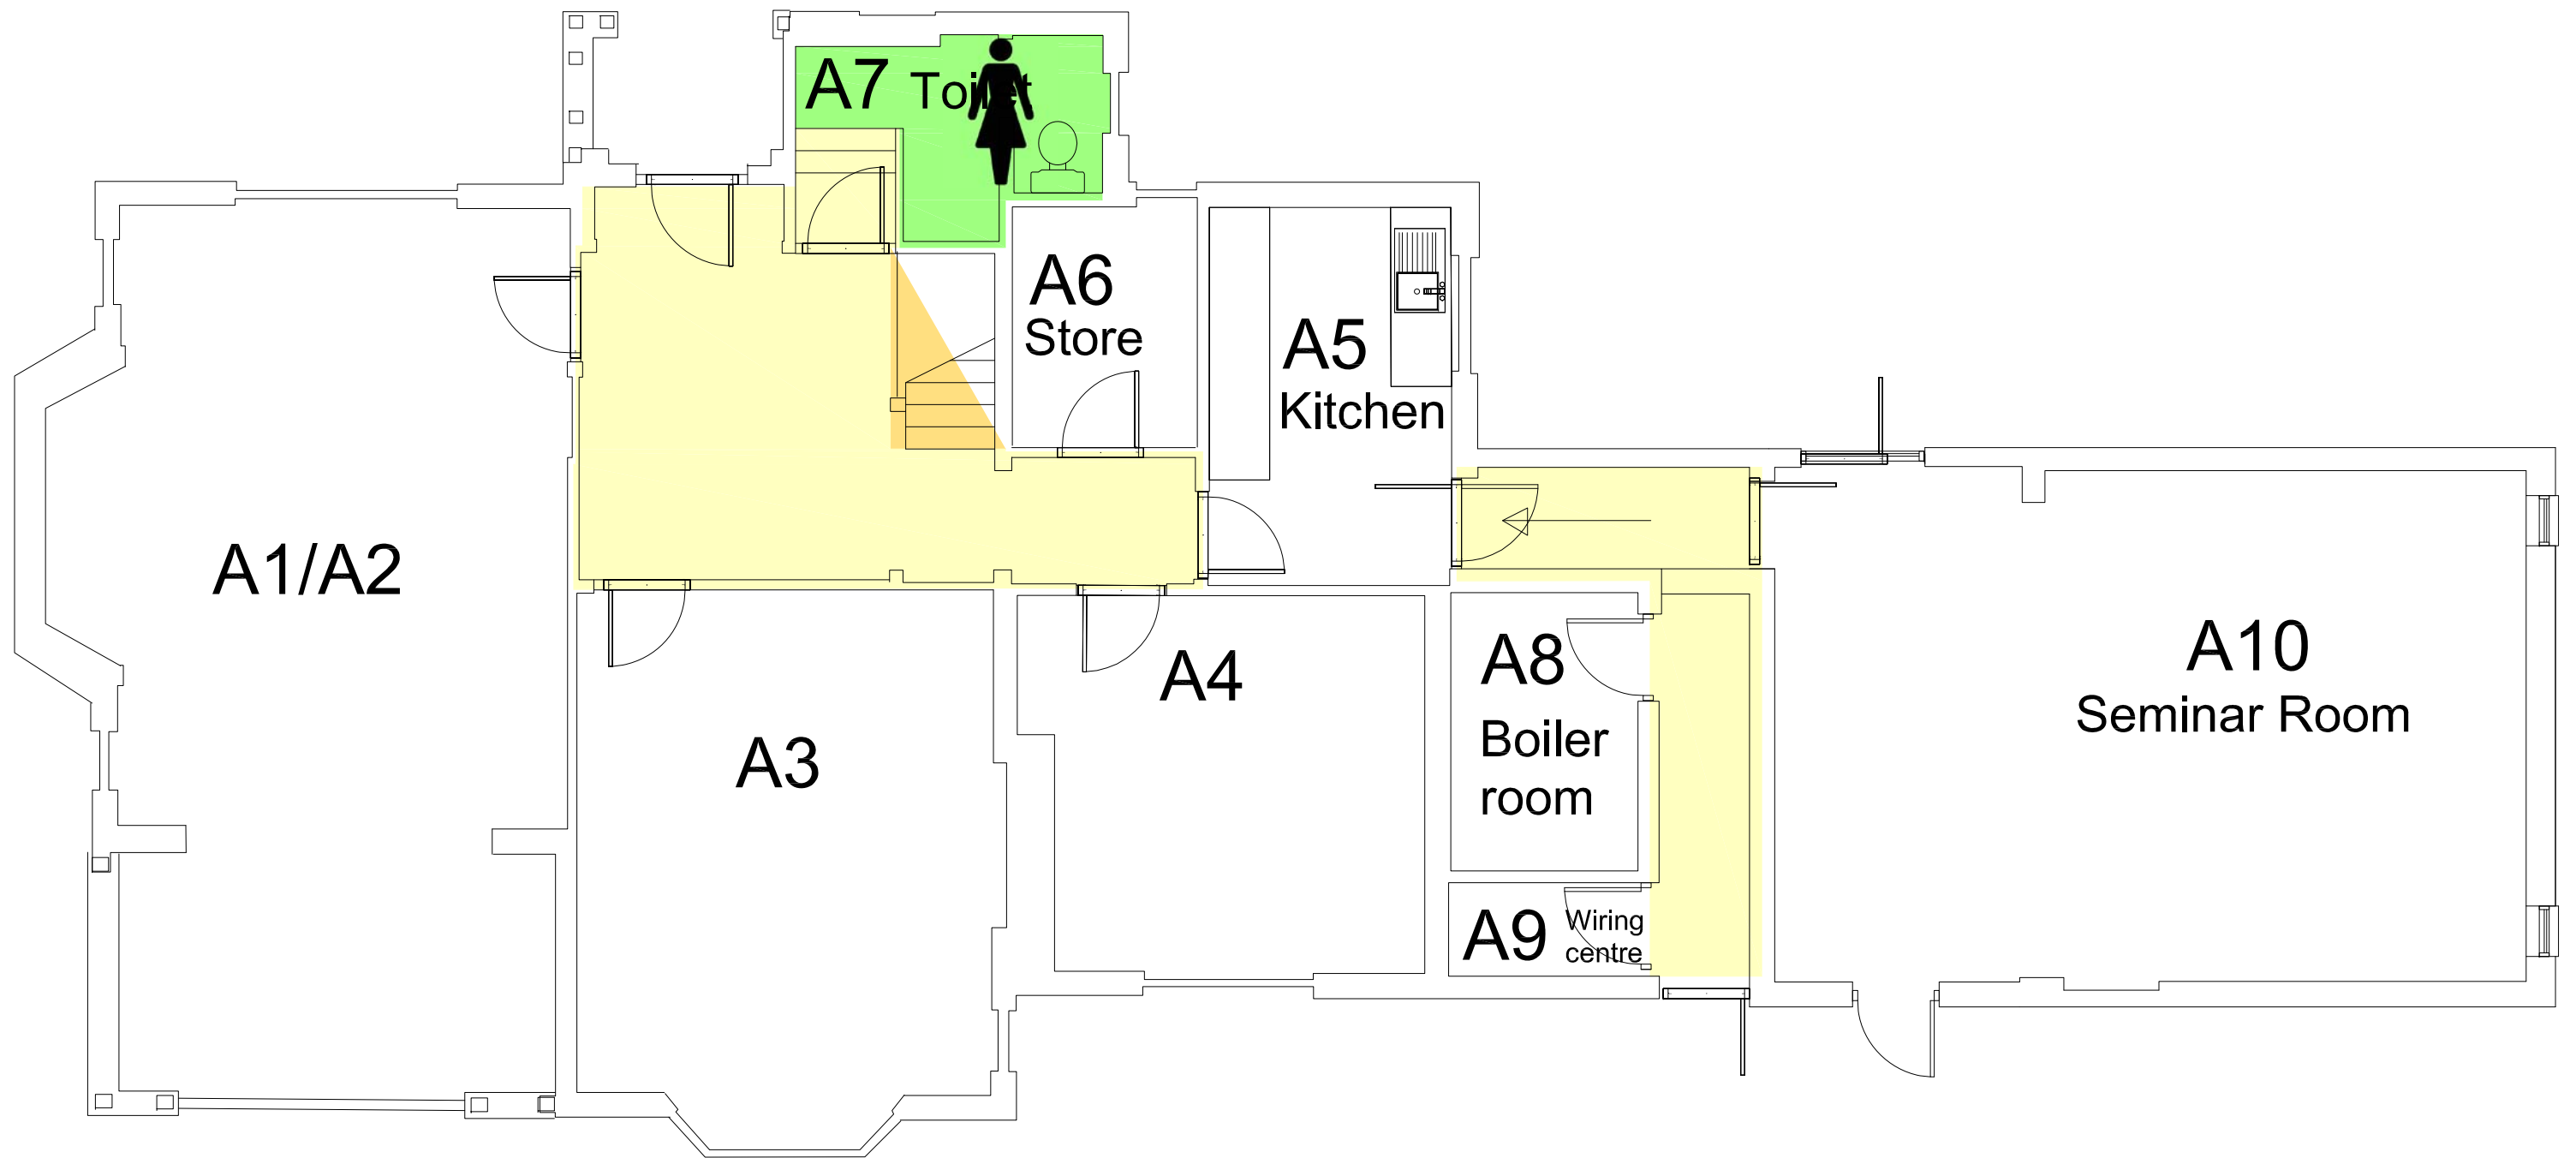 A7 Toilet
A6
Store
A5
Kitchen
A1/A2
A3
A4
A8
Boiler
room
A9 Wiring
centre
A10
Seminar Room